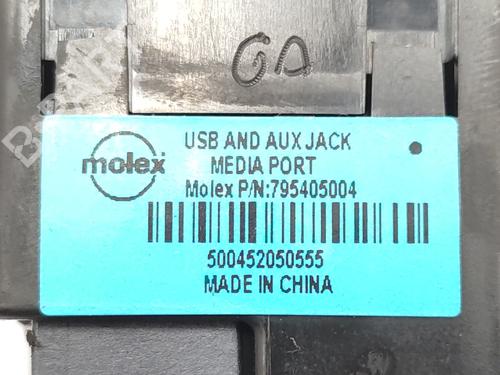 GA
molex
USB AND AUX JACK
MEDIA PORT
Molex P/N:795405004
500452050555
MADE IN CHINA